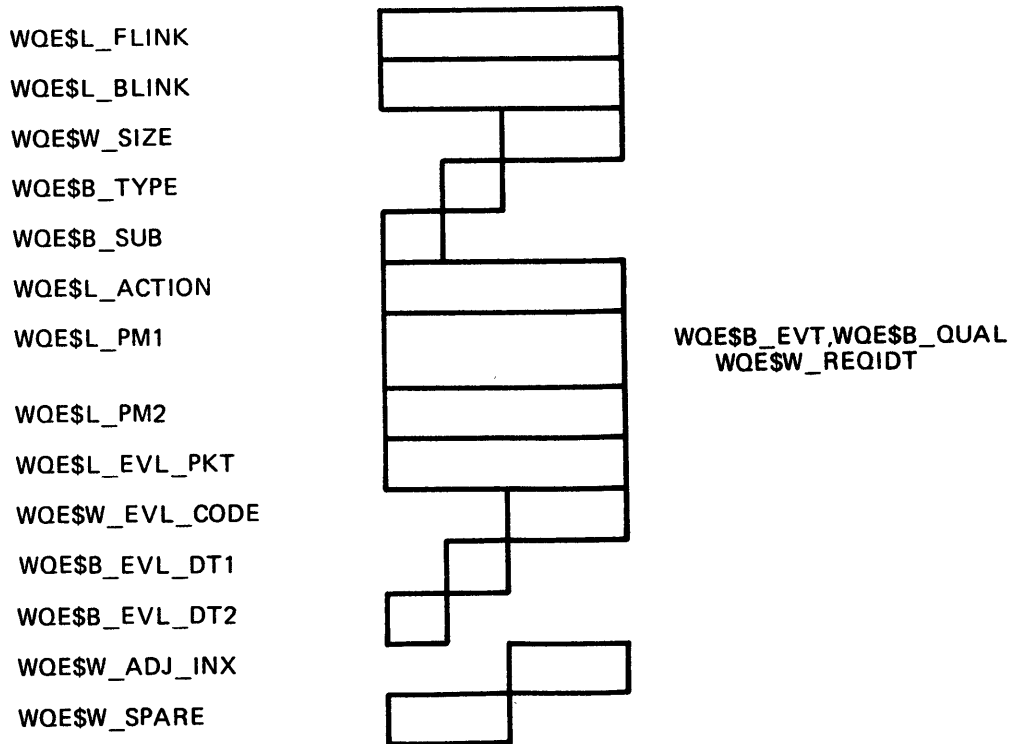 WQE$L_FLINK
WQE$L_BLINK
WQE$W_SIZE
WQE$B_TYPE
WQE$B_SUB
WQE$L_ACTION
WQE$L_PM1
WQE$B_EVT,WQE$B_QUAL
WQE$W_REQIDT
WQE$L_PM2
WQE$L_EVL_PKT
WQE$W_EVL_CODE
WQE$B_EVL_DT1
WQE$B_EVL_DT2
WQE$W_ADJ_INX
WQE$W_SPARE